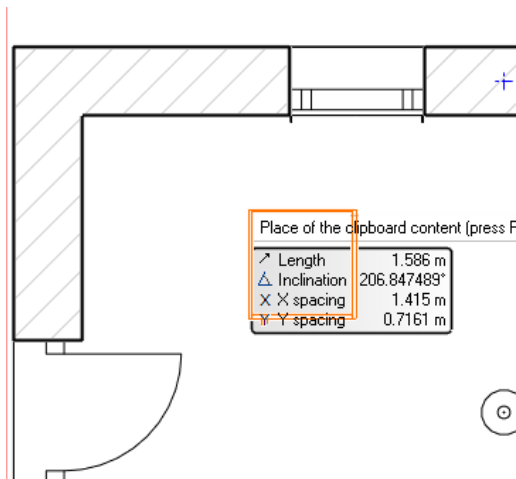 Place of the clipboard content (press
Length 1.586 m
Inclination 206.847489°
X X spacing 1.415 m
Y Y spacing 0.7161 m